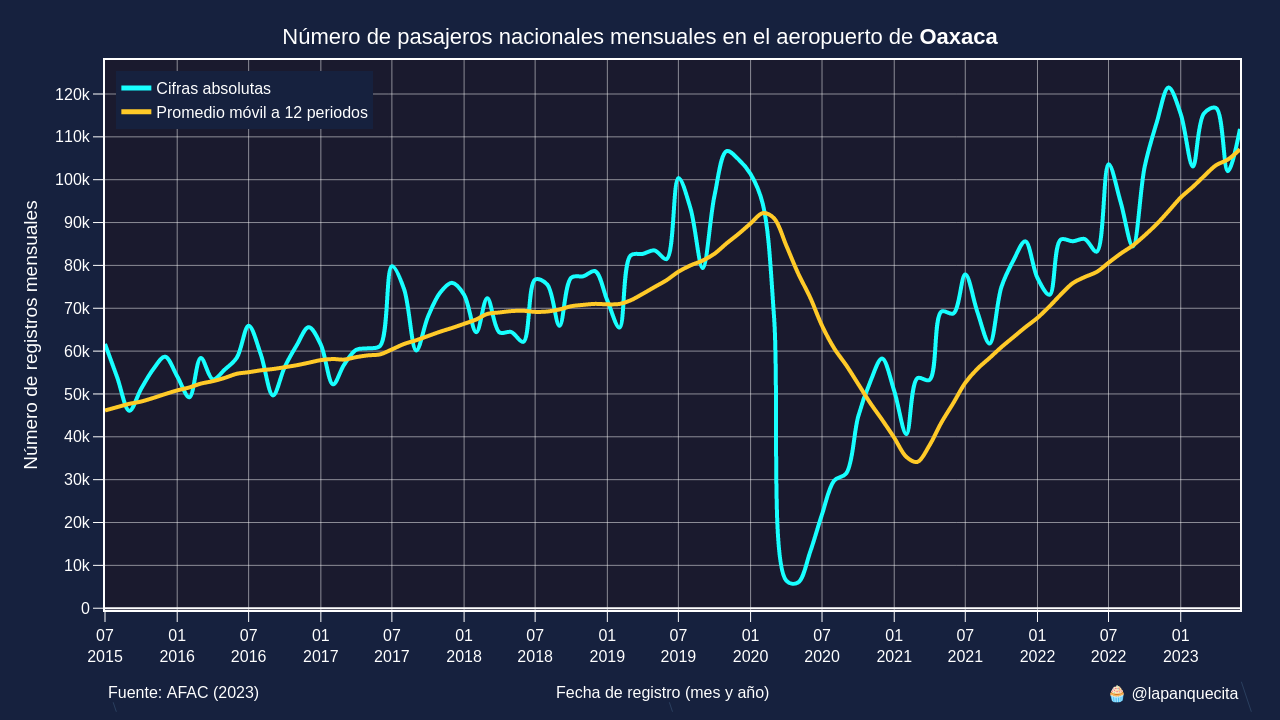 Número de pasajeros nacionales mensuales en el aeropuerto de Oaxaca
Cifras absolutas
Promedio móvil a 12 periodos
Número de registros mensuales
120k
110k
100k
90k
80k
70k
60k
50k
40k
30k
20k
10k
0
07 01 07 01 07 01 07 01 07 01 07 01 07 01 07 01
2015 2016 2016 2017 2017 2018 2018 2019 2019 2020 2020 2021 2021 2022 2022 2023
Fuente: AFAC (2023)
Fecha de registro (mes y año)
🧁 @lapanquecita